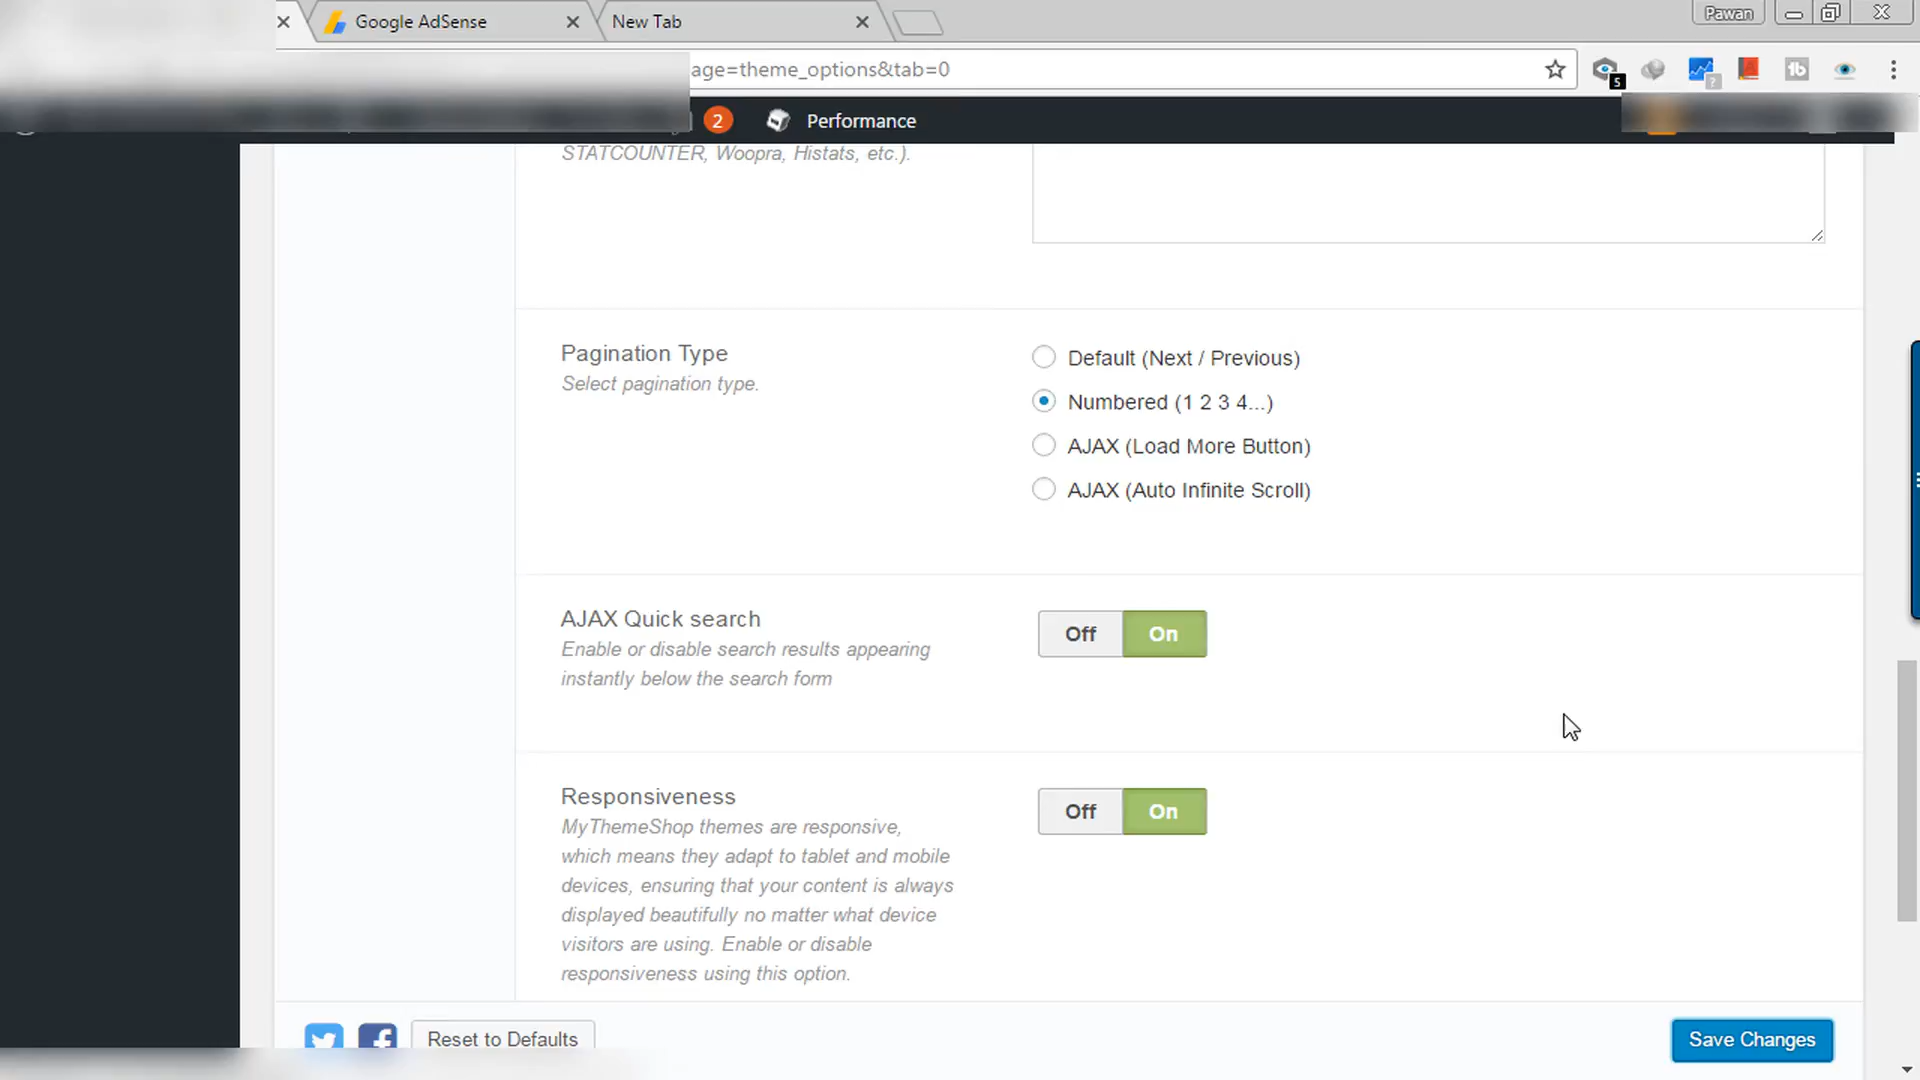 Google AdSense
New Tab
Pawan
age=theme_options&tab=0
5
?
2
Performance
STATCOUNTER, Woopra, Histats, etc.).
Pagination Type
Select pagination type.
Default (Next / Previous)
Numbered (1 2 3 4...)
AJAX (Load More Button)
AJAX (Auto Infinite Scroll)
AJAX Quick search
Enable or disable search results appearing
instantly below the search form
Off On
Responsiveness
MyThemeShop themes are responsive,
which means they adapt to tablet and mobile
devices, ensuring that your content is always
displayed beautifully no matter what device
visitors are using. Enable or disable
responsiveness using this option.
Off On
Reset to Defaults
Save Changes